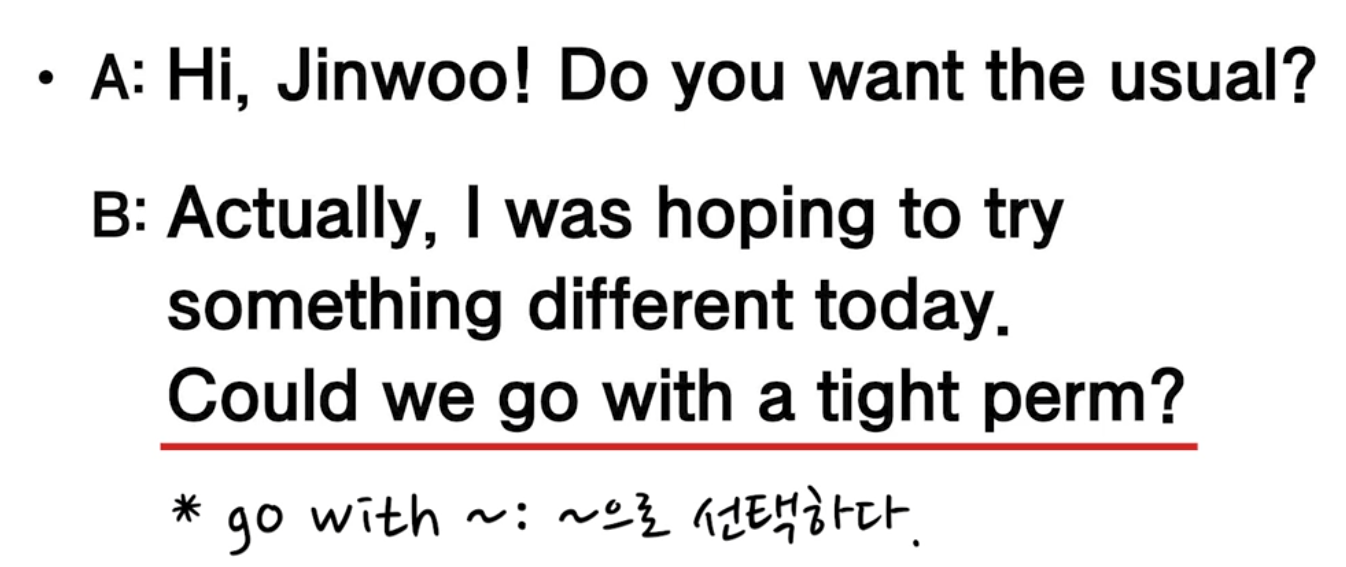 • A: Hi, Jinwoo! Do you want the usual?
B: Actually, I was hoping to try
something different today.
Could we go with a tight perm?
* go with ~: ~으로 선택하다.